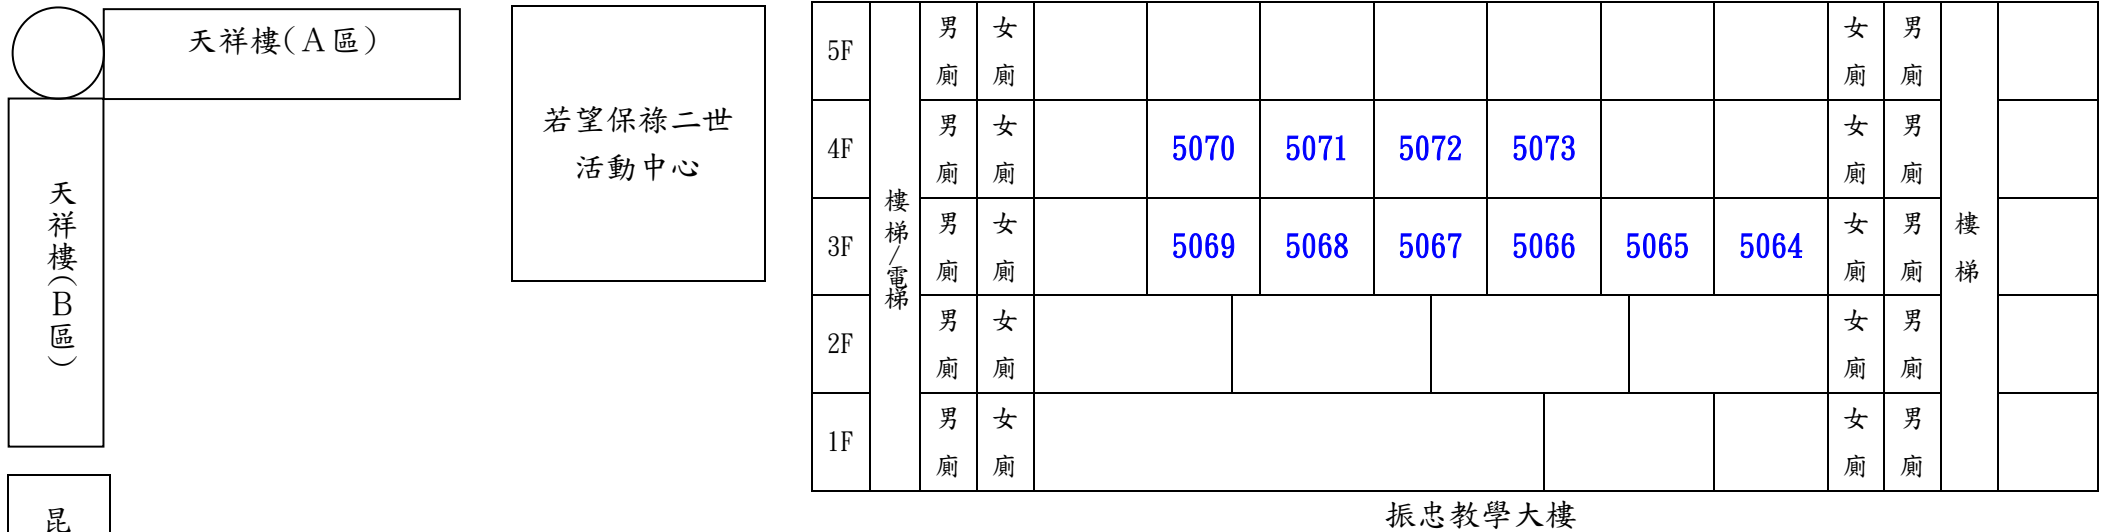 天祥樓(A區)
天祥樓(B區)
昆
若望保祿二世
活動中心
5F 男廁 女廁 女廁 男廁
4F 男廁 女廁 5070 5071 5072 5073 女廁 男廁
3F 男廁 女廁 5069 5068 5067 5066 5065 5064 女廁 男廁
2F 男廁 女廁 女廁 男廁
1F 男廁 女廁 女廁 男廁
樓梯/電梯
樓梯
振忠教學大樓